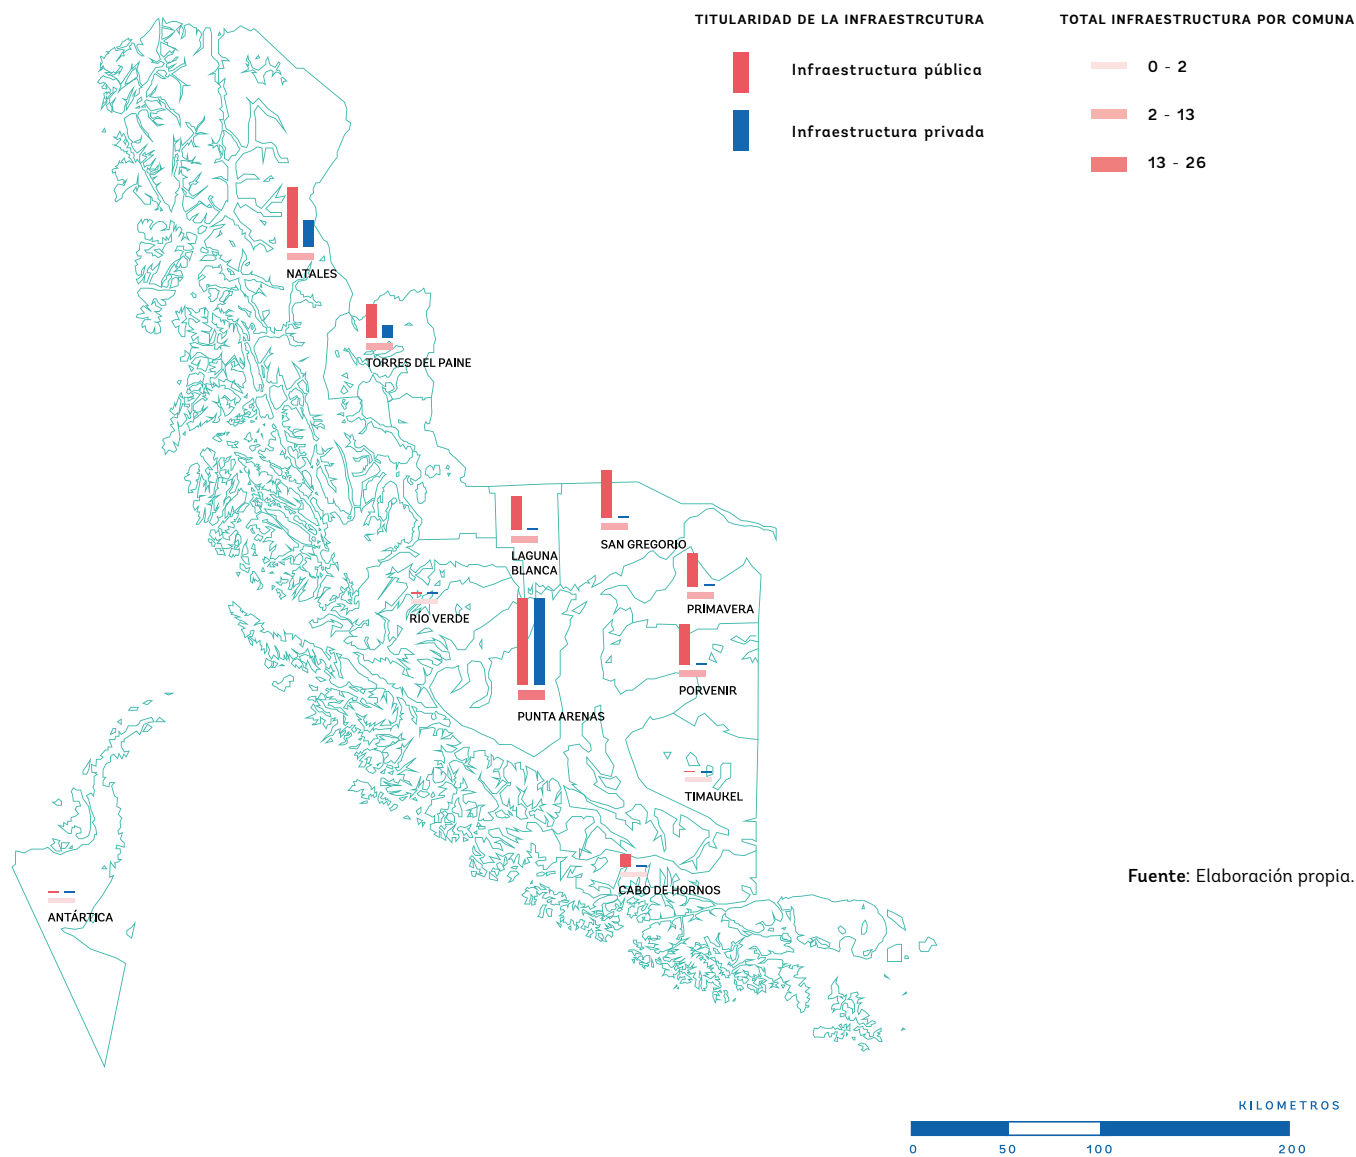 TITULARIDAD DE LA INFRAESTRCUTURA
Infraestructura pública
Infraestructura privada
TOTAL INFRAESTRUCTURA POR COMUNA
0 - 2
2 - 13
13 - 26
NATALES
TORRES DEL PAINE
LAGUNA
BLANCA
SAN GREGORIO
PRIMAVERA
RÍO VERDE
PORVENIR
PUNTA ARENAS
TIMAUKEL
CABO DE HORNOS
ANTÁRTICA
Fuente: Elaboración propia.
KILOMETROS
0 50 100 200